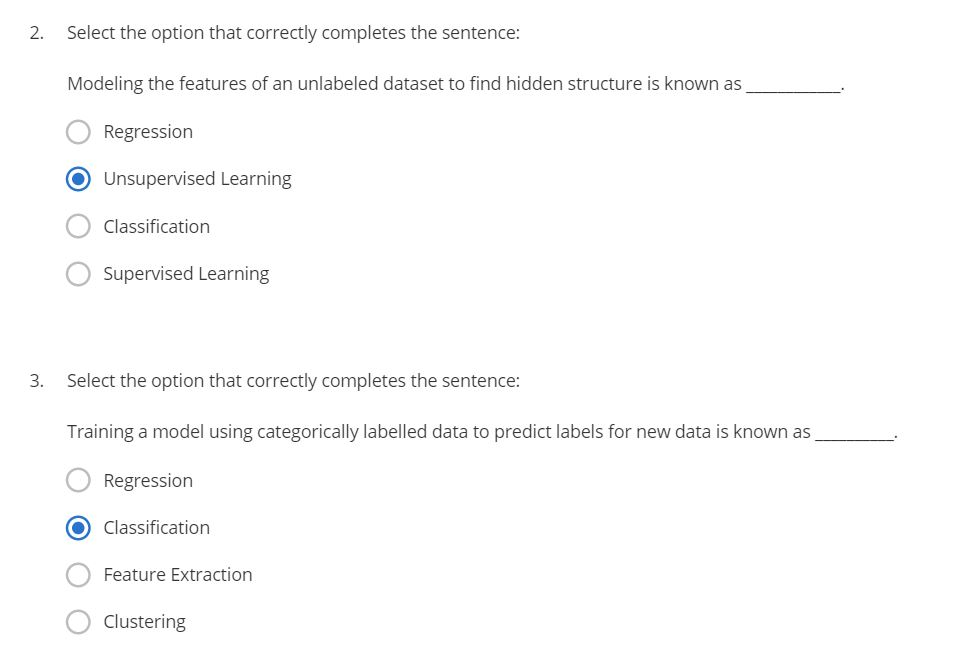 2. Select the option that correctly completes the sentence:
Modeling the features of an unlabeled dataset to find hidden structure is known as ____________.
Regression
Unsupervised Learning
Classification
Supervised Learning
3. Select the option that correctly completes the sentence:
Training a model using categorically labelled data to predict labels for new data is known as __________.
Regression
Classification
Feature Extraction
Clustering